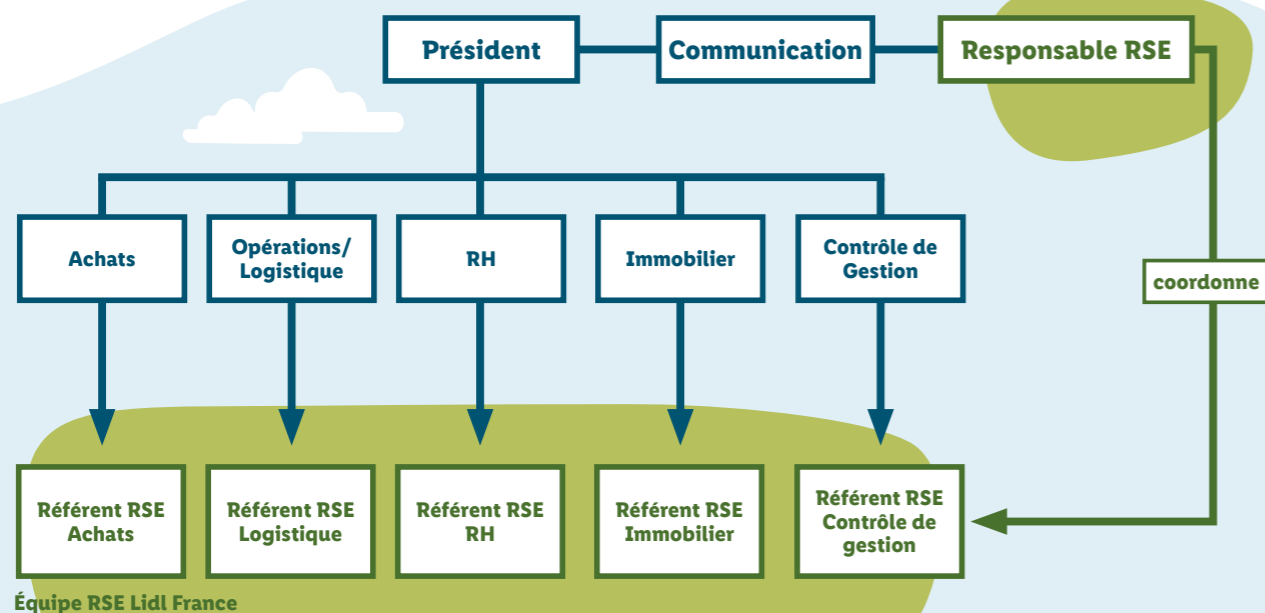 Président
Communication
Responsable RSE
Achats
Opérations/
Logistique
RH
Immobilier
Contrôle de
Gestion
coordonne
Référent RSE
Achats
Référent RSE
Logistique
Référent RSE
RH
Référent RSE
Immobilier
Référent RSE
Contrôle de
gestion
Équipe RSE Lidl France